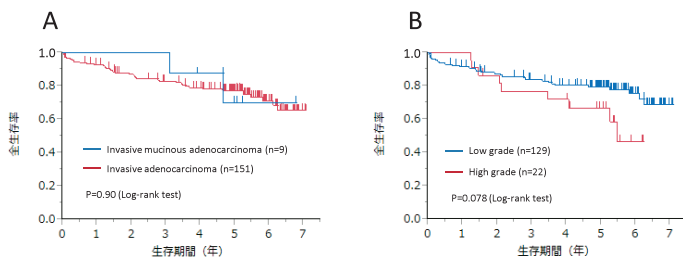 A
1.0
0.8
0.6
0.4
0.2
0.0
全生存率
Invasive mucinous adenocarcinoma (n=9)
Invasive adenocarcinoma (n=151)
P=0.90 (Log-rank test)
0 1 2 3 4 5 6 7
生存期間（年）
B
1.0
0.8
0.6
0.4
0.2
0.0
全生存率
Low grade (n=129)
High grade (n=22)
P=0.078 (Log-rank test)
0 1 2 3 4 5 6 7
生存期間（年）